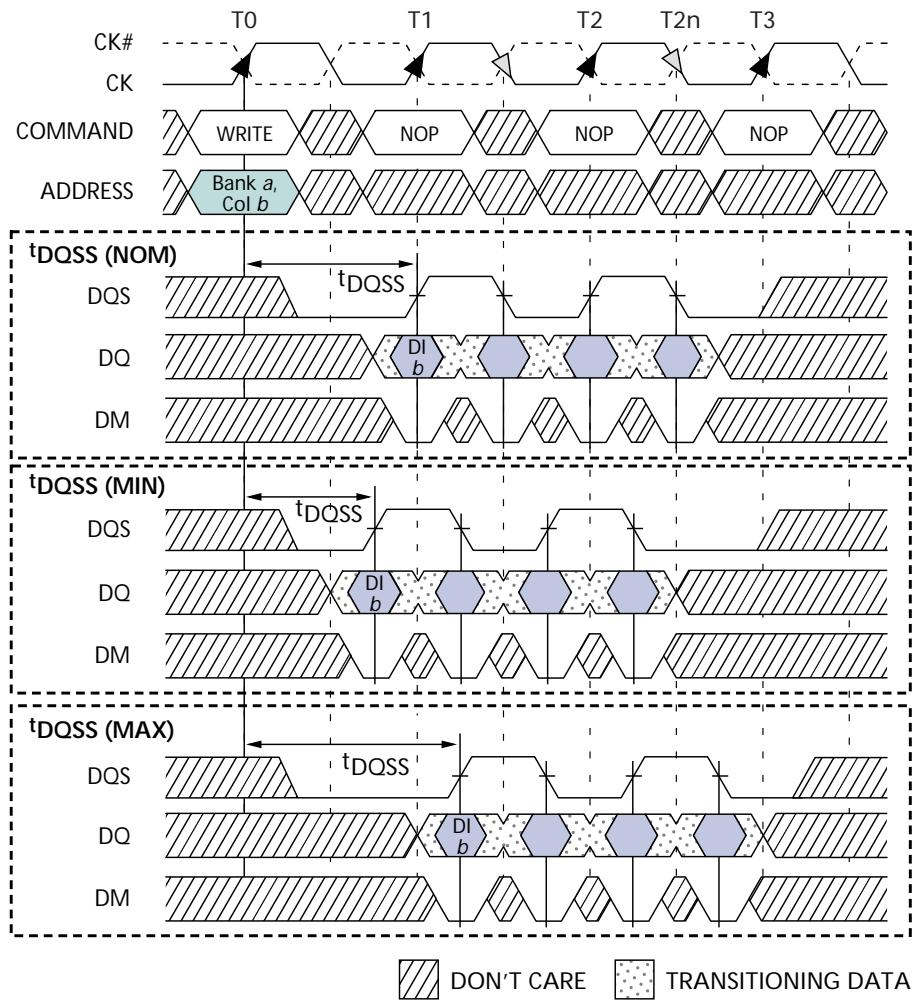 T0 T1 T2 T2n T3
CK#
CK
COMMAND WRITE NOP NOP NOP
ADDRESS Bank a,
Col b
tDQSS (NOM)
tDQSS
DQS
DQ DI
b
DM
tDQSS (MIN)
tDQSS
DQS
DQ DI
b
DM
tDQSS (MAX)
tDQSS
DQS
DQ DI
b
DM
DON'T CARE TRANSITIONING DATA